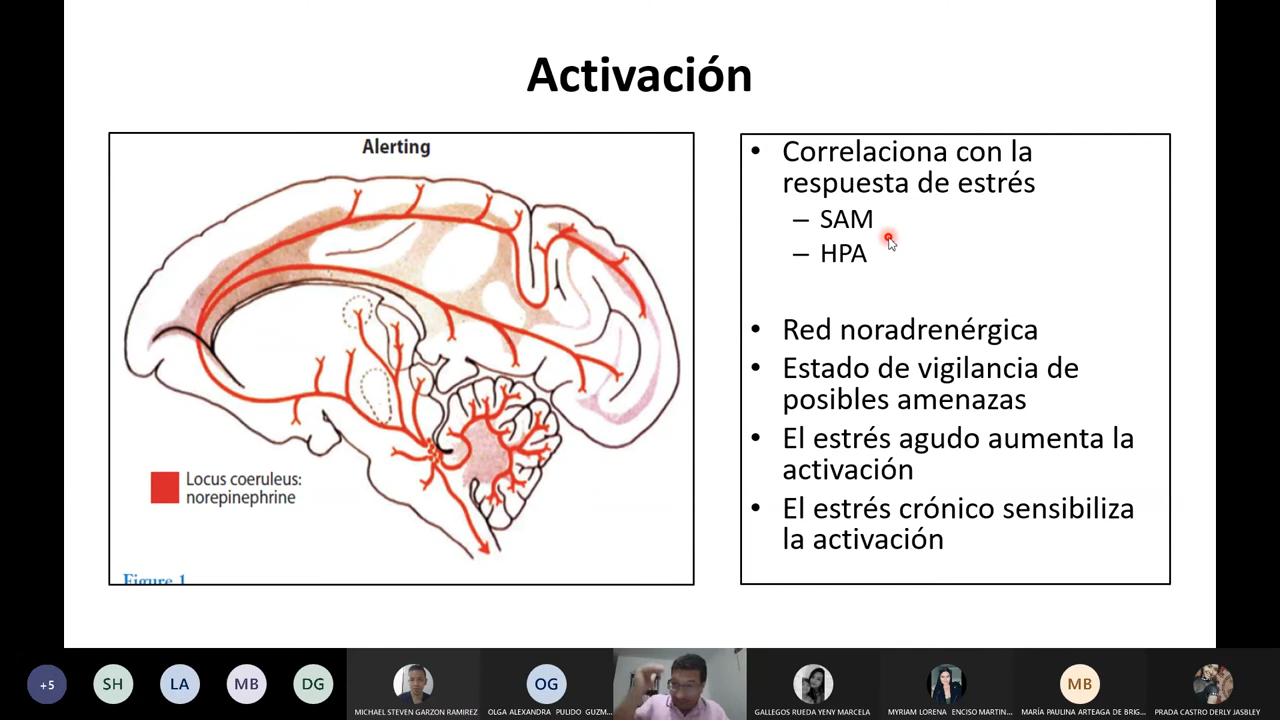 Activación
Alerting
Locus coeruleus:
norepinephrine
Figure 1
• Correlaciona con la
respuesta de estrés
– SAM
– HPA
• Red noradrenérgica
• Estado de vigilancia de
posibles amenazas
• El estrés agudo aumenta la
activación
• El estrés crónico sensibiliza
la activación
+5
SH
LA
MB
DG
MICHAEL STEVEN GARZON RAMIREZ
OG
OLGA ALEXANDRA PULIDO GUZM...
GALLEGOS RUEDA YENY MARCELA
MYRIAM LORENA ENCISO MARTIN...
MB
MARÍA PAULINA ARTEAGA DE BRIG...
PRADA CASTRO DERLY JASBLEY